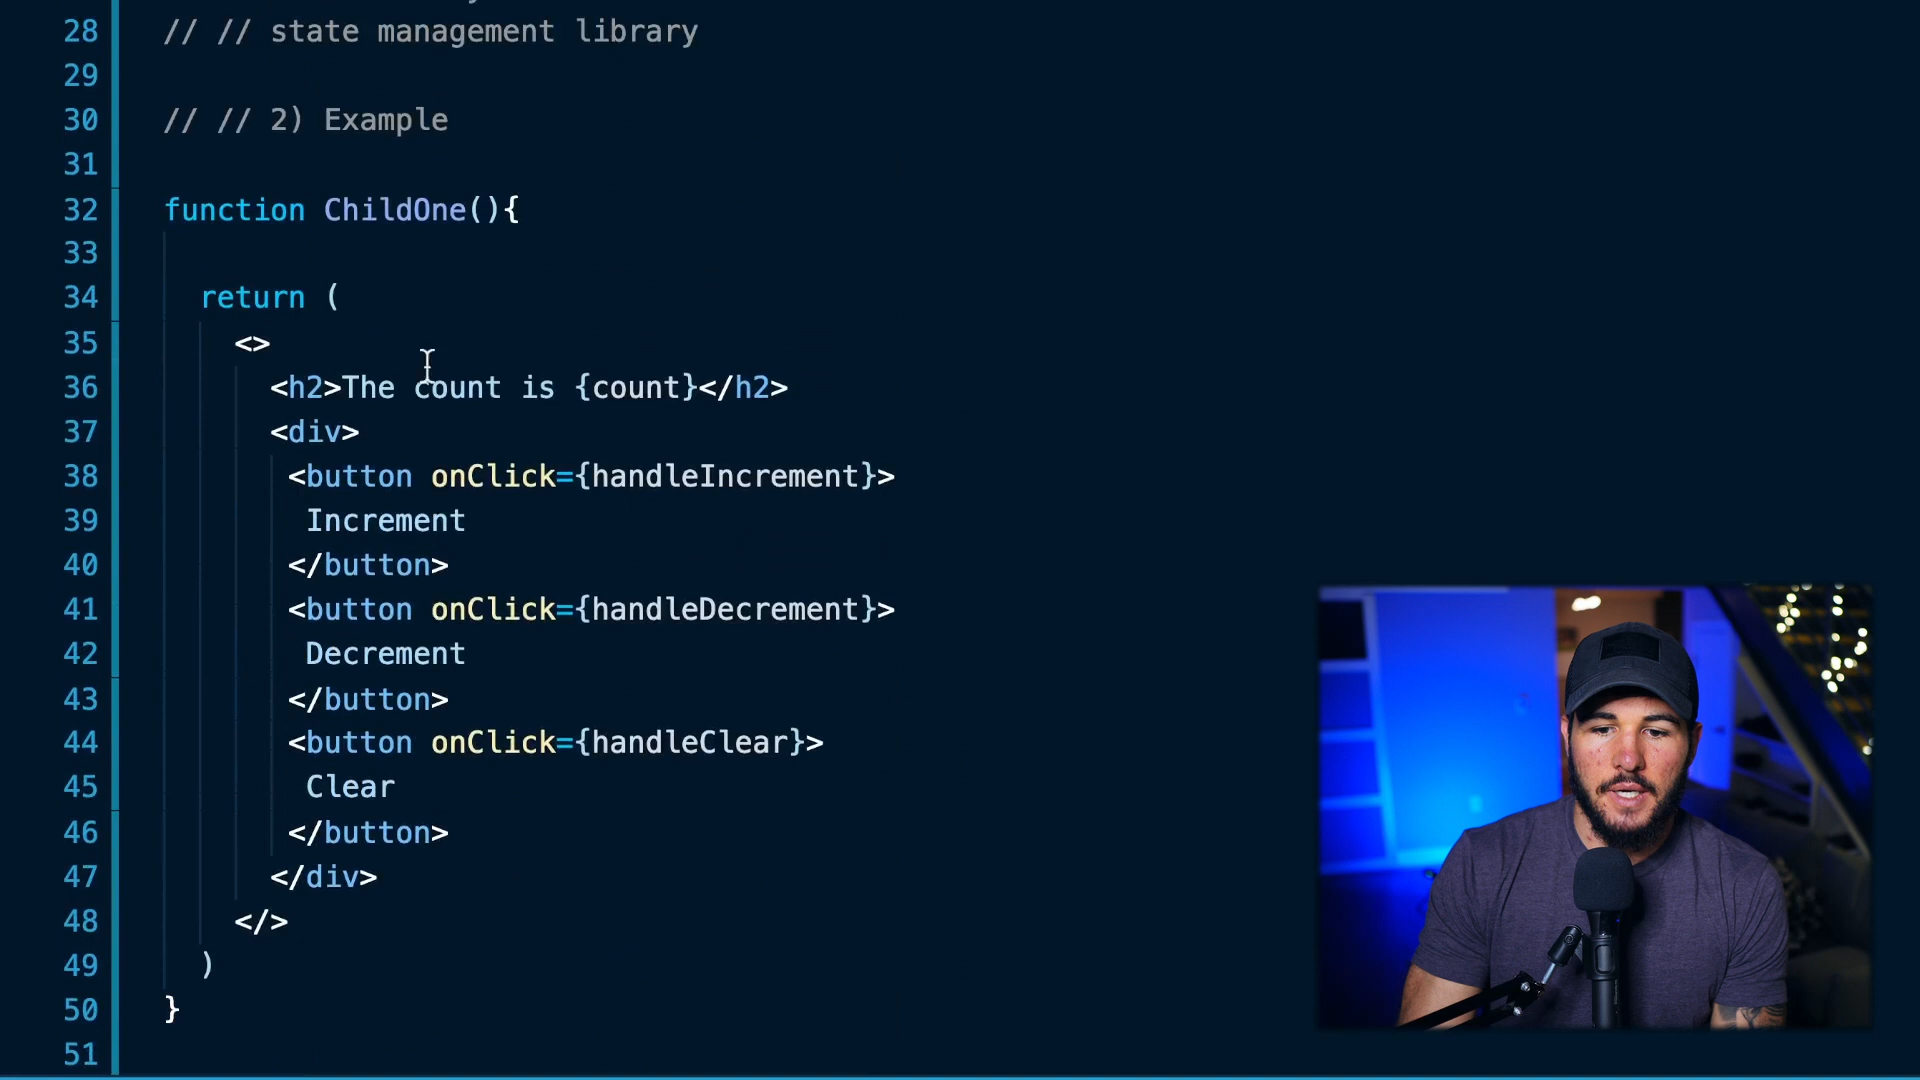 28 // // state management library
29
30 // // 2) Example
31
32 function ChildOne(){
33
34 return (
35 <>
36 <h2>The count is {count}</h2>
37 <div>
38 <button onClick={handleIncrement}>
39 Increment
40 </button>
41 <button onClick={handleDecrement}>
42 Decrement
43 </button>
44 <button onClick={handleClear}>
45 Clear
46 </button>
47 </div>
48 </>
49 )
50 }
51